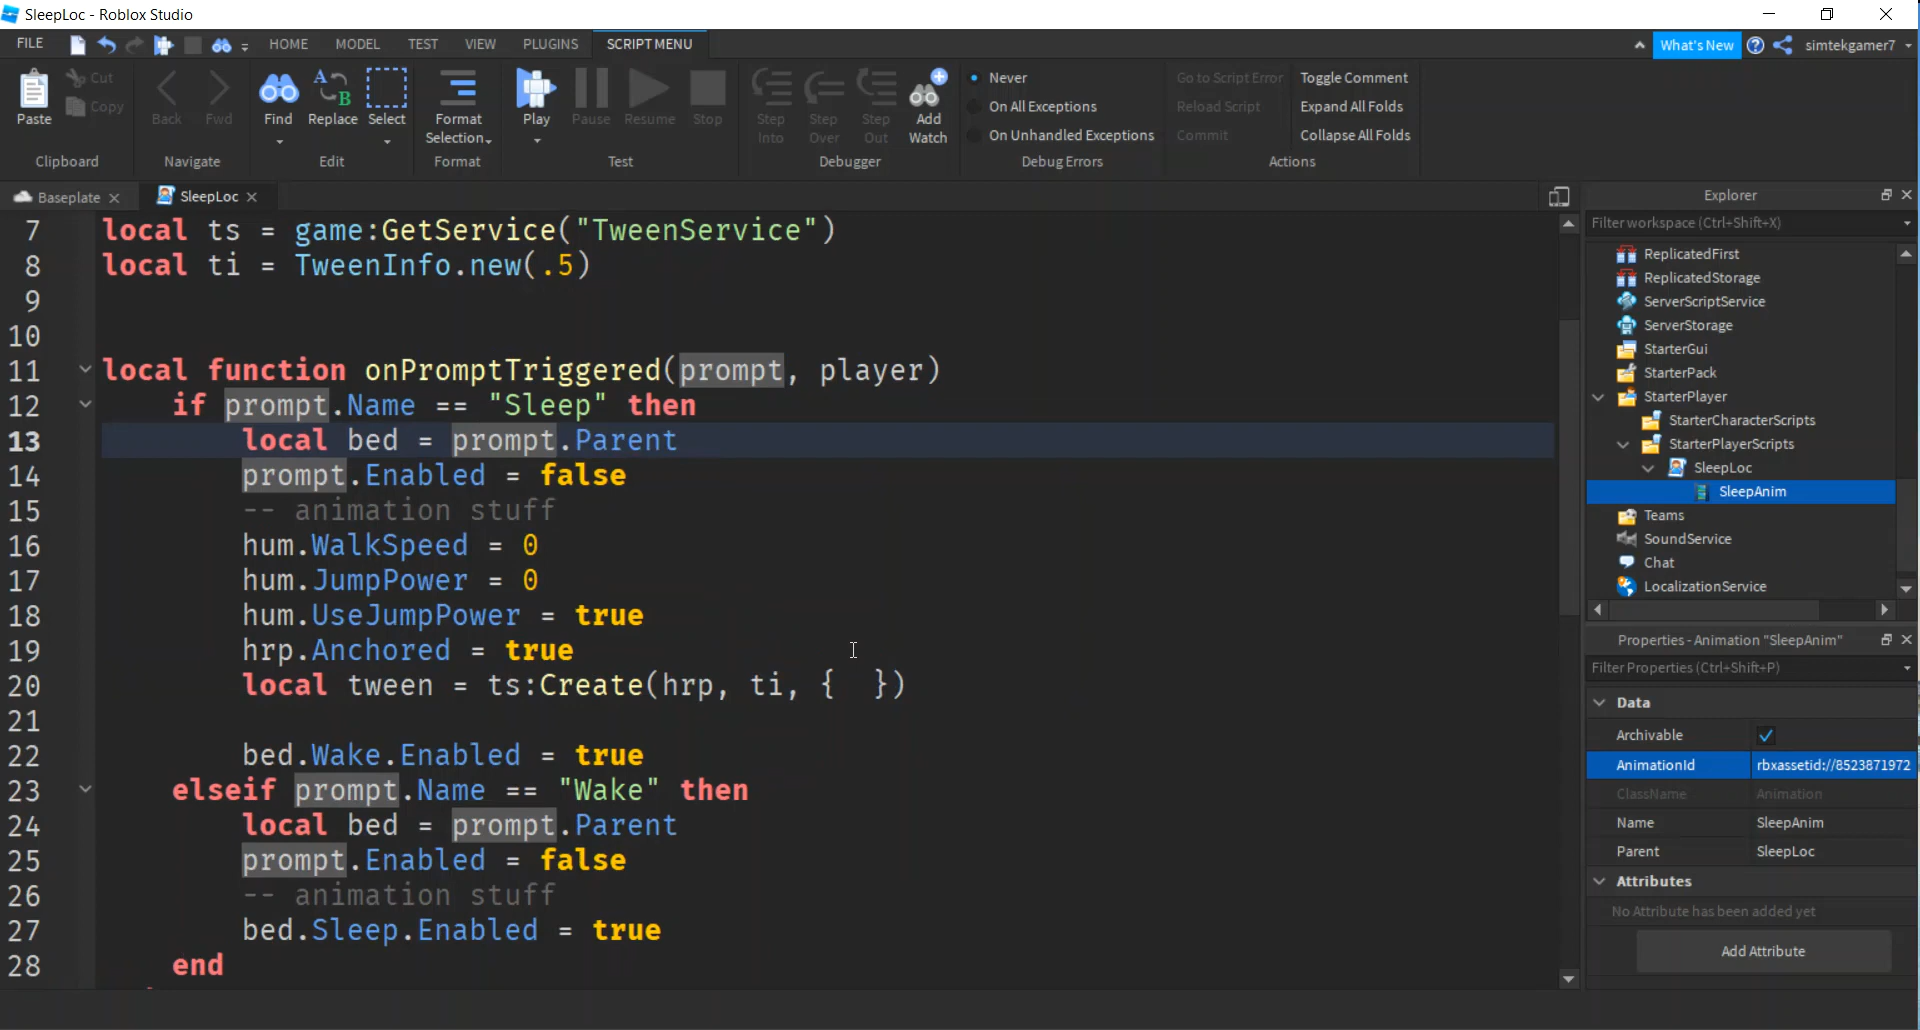 SleepLoc - Roblox Studio
FILE HOME MODEL TEST VIEW PLUGINS SCRIPT MENU What's New simtekgamer7
Paste Cut Copy Clipboard
Back Fwd Navigate
Find Replace Select Edit
Format Selection Format
Play Pause Resume Stop Test
Step Into Step Over Step Out Add Watch Debugger
Never
On All Exceptions
On Unhandled Exceptions
Debug Errors
Go to Script Error Toggle Comment
Reload Script Expand All Folds
Commit Collapse All Folds
Actions
Baseplate SleepLoc
7 local ts = game:GetService("TweenService")
8 local ti = TweenInfo.new(.5)
9
10
11 local function onPromptTriggered(prompt, player)
12 if prompt.Name == "Sleep" then
13 local bed = prompt.Parent
14 prompt.Enabled = false
15 -- animation stuff
16 hum.WalkSpeed = 0
17 hum.JumpPower = 0
18 hum.UseJumpPower = true
19 hrp.Anchored = true
20 local tween = ts:Create(hrp, ti, {  })
21
22 bed.Wake.Enabled = true
23 elseif prompt.Name == "Wake" then
24 local bed = prompt.Parent
25 prompt.Enabled = false
26 -- animation stuff
27 bed.Sleep.Enabled = true
28 end
Explorer
Filter workspace (Ctrl+Shift+X)
ReplicatedFirst
ReplicatedStorage
ServerScriptService
ServerStorage
StarterGui
StarterPack
StarterPlayer
StarterCharacterScripts
StarterPlayerScripts
SleepLoc
SleepAnim
Teams
SoundService
Chat
LocalizationService
Properties - Animation "SleepAnim"
Filter Properties (Ctrl+Shift+P)
Data
Archivable
AnimationId rbxassetid://8523871972
ClassName Animation
Name SleepAnim
Parent SleepLoc
Attributes
No Attribute has been added yet
Add Attribute